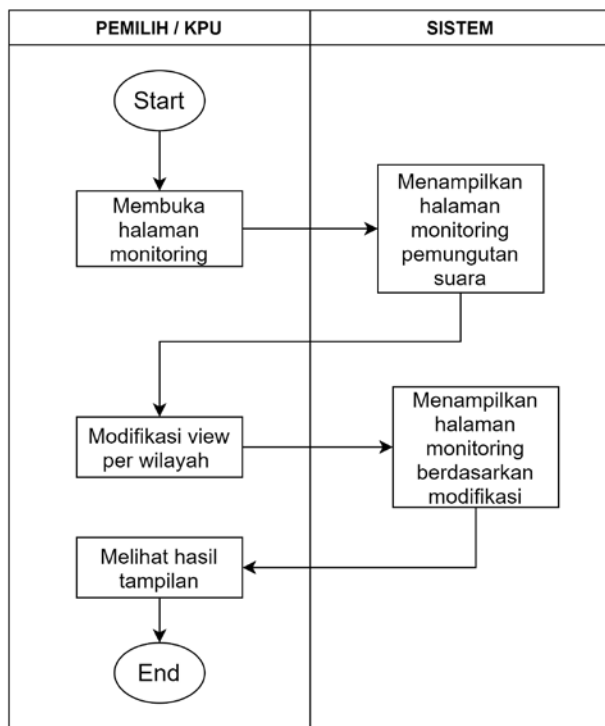 PEMILIH / KPU
SISTEM
Start
Membuka
halaman
monitoring
Menampilkan
halaman
monitoring
pemungutan
suara
Modifikasi view
per wilayah
Menampilkan
halaman
monitoring
berdasarkan
modifikasi
Melihat hasil
tampilan
End